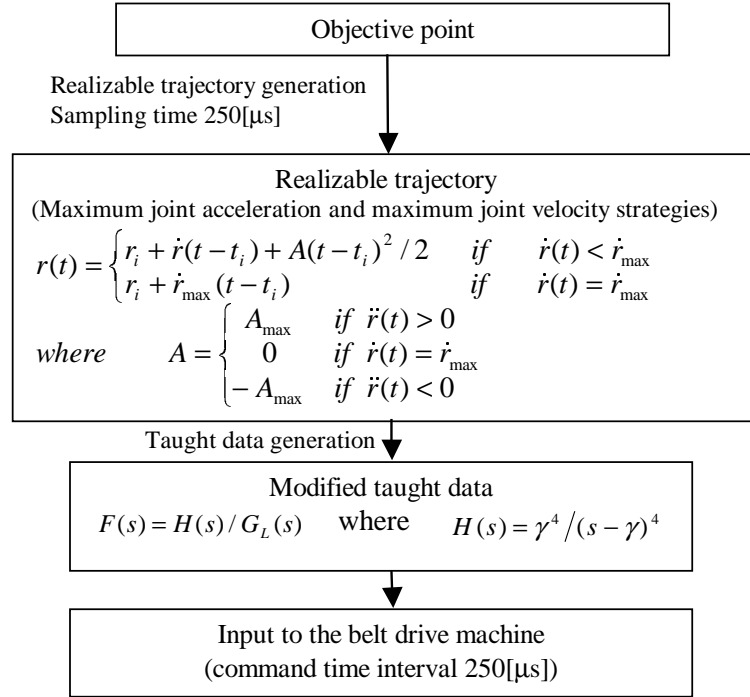 Objective point
Realizable trajectory generation
Sampling time 250[μs]
Realizable trajectory
(Maximum joint acceleration and maximum joint velocity strategies)
r(t) = { r_i + ṙ(t − t_i) + A(t − t_i)² / 2 if ṙ(t) < ṙ_max
r_i + ṙ_max (t − t_i) if ṙ(t) = ṙ_max
A_max if r̈(t) > 0
where A = { 0 if ṙ(t) = ṙ_max
− A_max if r̈(t) < 0
Taught data generation
Modified taught data
F(s) = H(s) / G_L(s) where H(s) = γ⁴ / (s − γ)⁴
Input to the belt drive machine
(command time interval 250[μs])